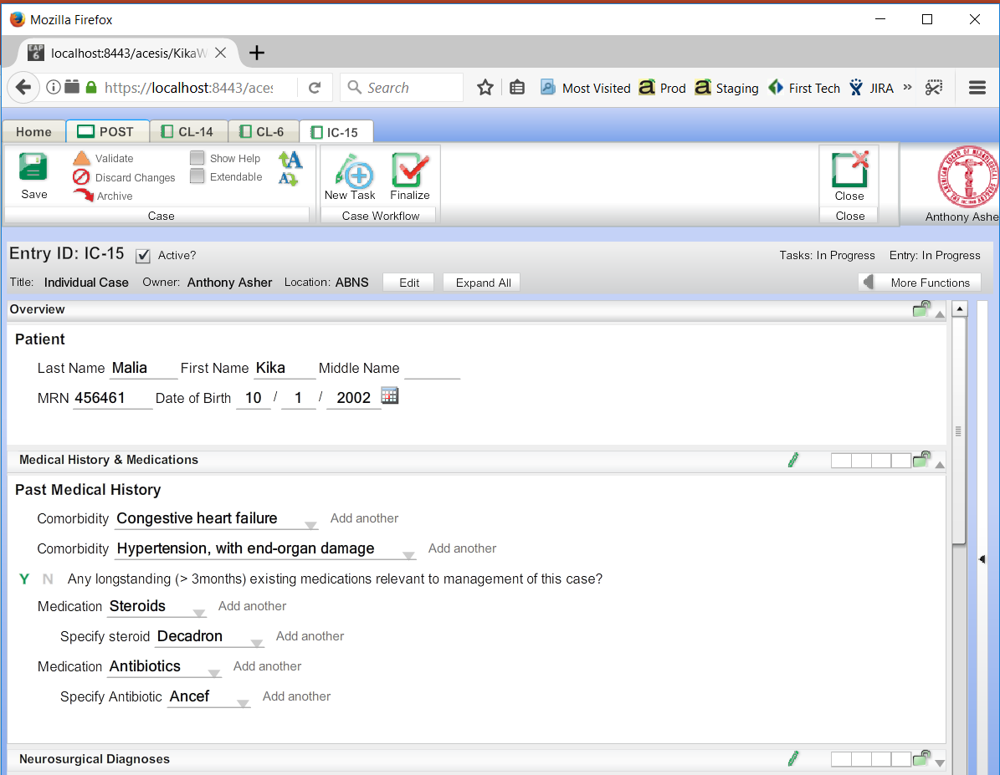 Mozilla Firefox
EAP 6 localhost:8443/acesis/KikaW
https://localhost:8443/aces Search Most Visited Prod Staging First Tech JIRA »
Home POST CL-14 CL-6 IC-15
Validate Show Help
Discard Changes Extendable
Archive
Save New Task Finalize Close
Case Case Workflow Close Anthony Ashe
Entry ID: IC-15 Active? Tasks: In Progress Entry: In Progress
Title: Individual Case Owner: Anthony Asher Location: ABNS Edit Expand All More Functions
Overview
Patient
Last Name Malia First Name Kika Middle Name
MRN 456461 Date of Birth 10 / 1 / 2002
Medical History & Medications
Past Medical History
Comorbidity Congestive heart failure Add another
Comorbidity Hypertension, with end-organ damage Add another
Y N Any longstanding (> 3months) existing medications relevant to management of this case?
Medication Steroids Add another
Specify steroid Decadron Add another
Medication Antibiotics Add another
Specify Antibiotic Ancef Add another
Neurosurgical Diagnoses